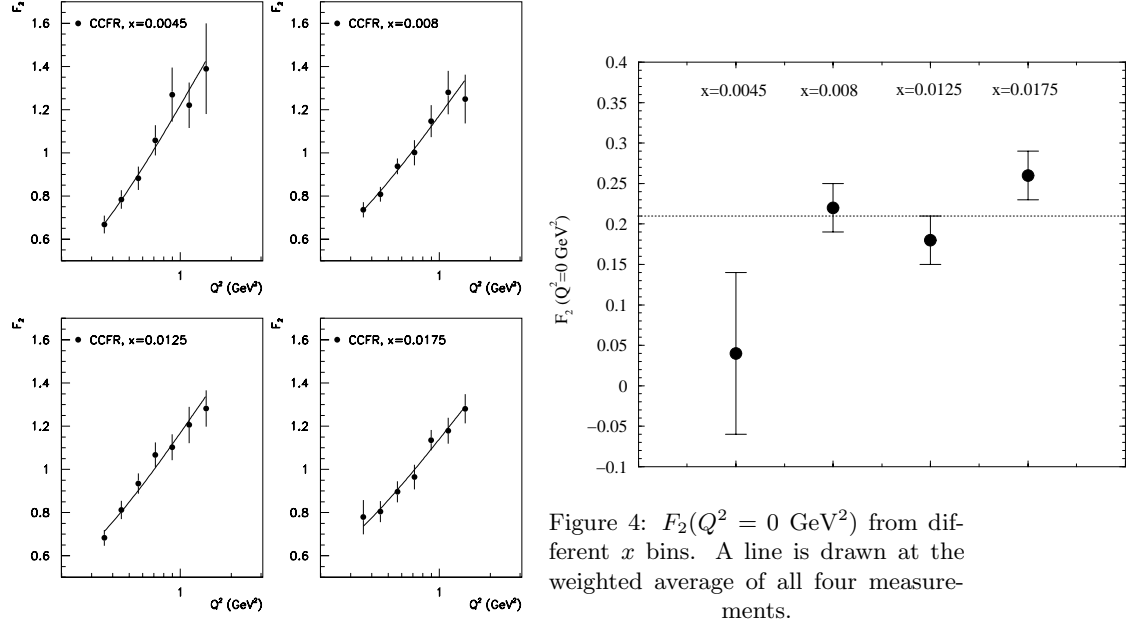 F₂
1.6
1.4
1.2
1
0.8
0.6
CCFR, x=0.0045
1
Q² (GeV²)
F₂
1.6
1.4
1.2
1
0.8
0.6
CCFR, x=0.008
1
Q² (GeV²)
F₂
1.6
1.4
1.2
1
0.8
0.6
CCFR, x=0.0125
1
Q² (GeV²)
F₂
1.6
1.4
1.2
1
0.8
0.6
CCFR, x=0.0175
1
Q² (GeV²)
F₂ (Q²=0 GeV²)
0.4
0.35
0.3
0.25
0.2
0.15
0.1
0.05
0
−0.05
−0.1
x=0.0045 x=0.008 x=0.0125 x=0.0175
Figure 4: F₂(Q² = 0 GeV²) from dif-
ferent x bins. A line is drawn at the
weighted average of all four measure-
ments.